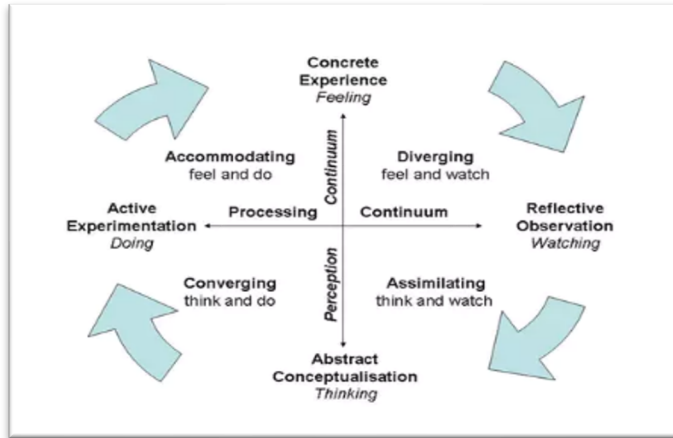 Concrete
Experience
Feeling
Continuum
Accommodating
feel and do
Diverging
feel and watch
Active
Experimentation
Doing
Processing
Continuum
Reflective
Observation
Watching
Converging
think and do
Perception
Assimilating
think and watch
Abstract
Conceptualisation
Thinking